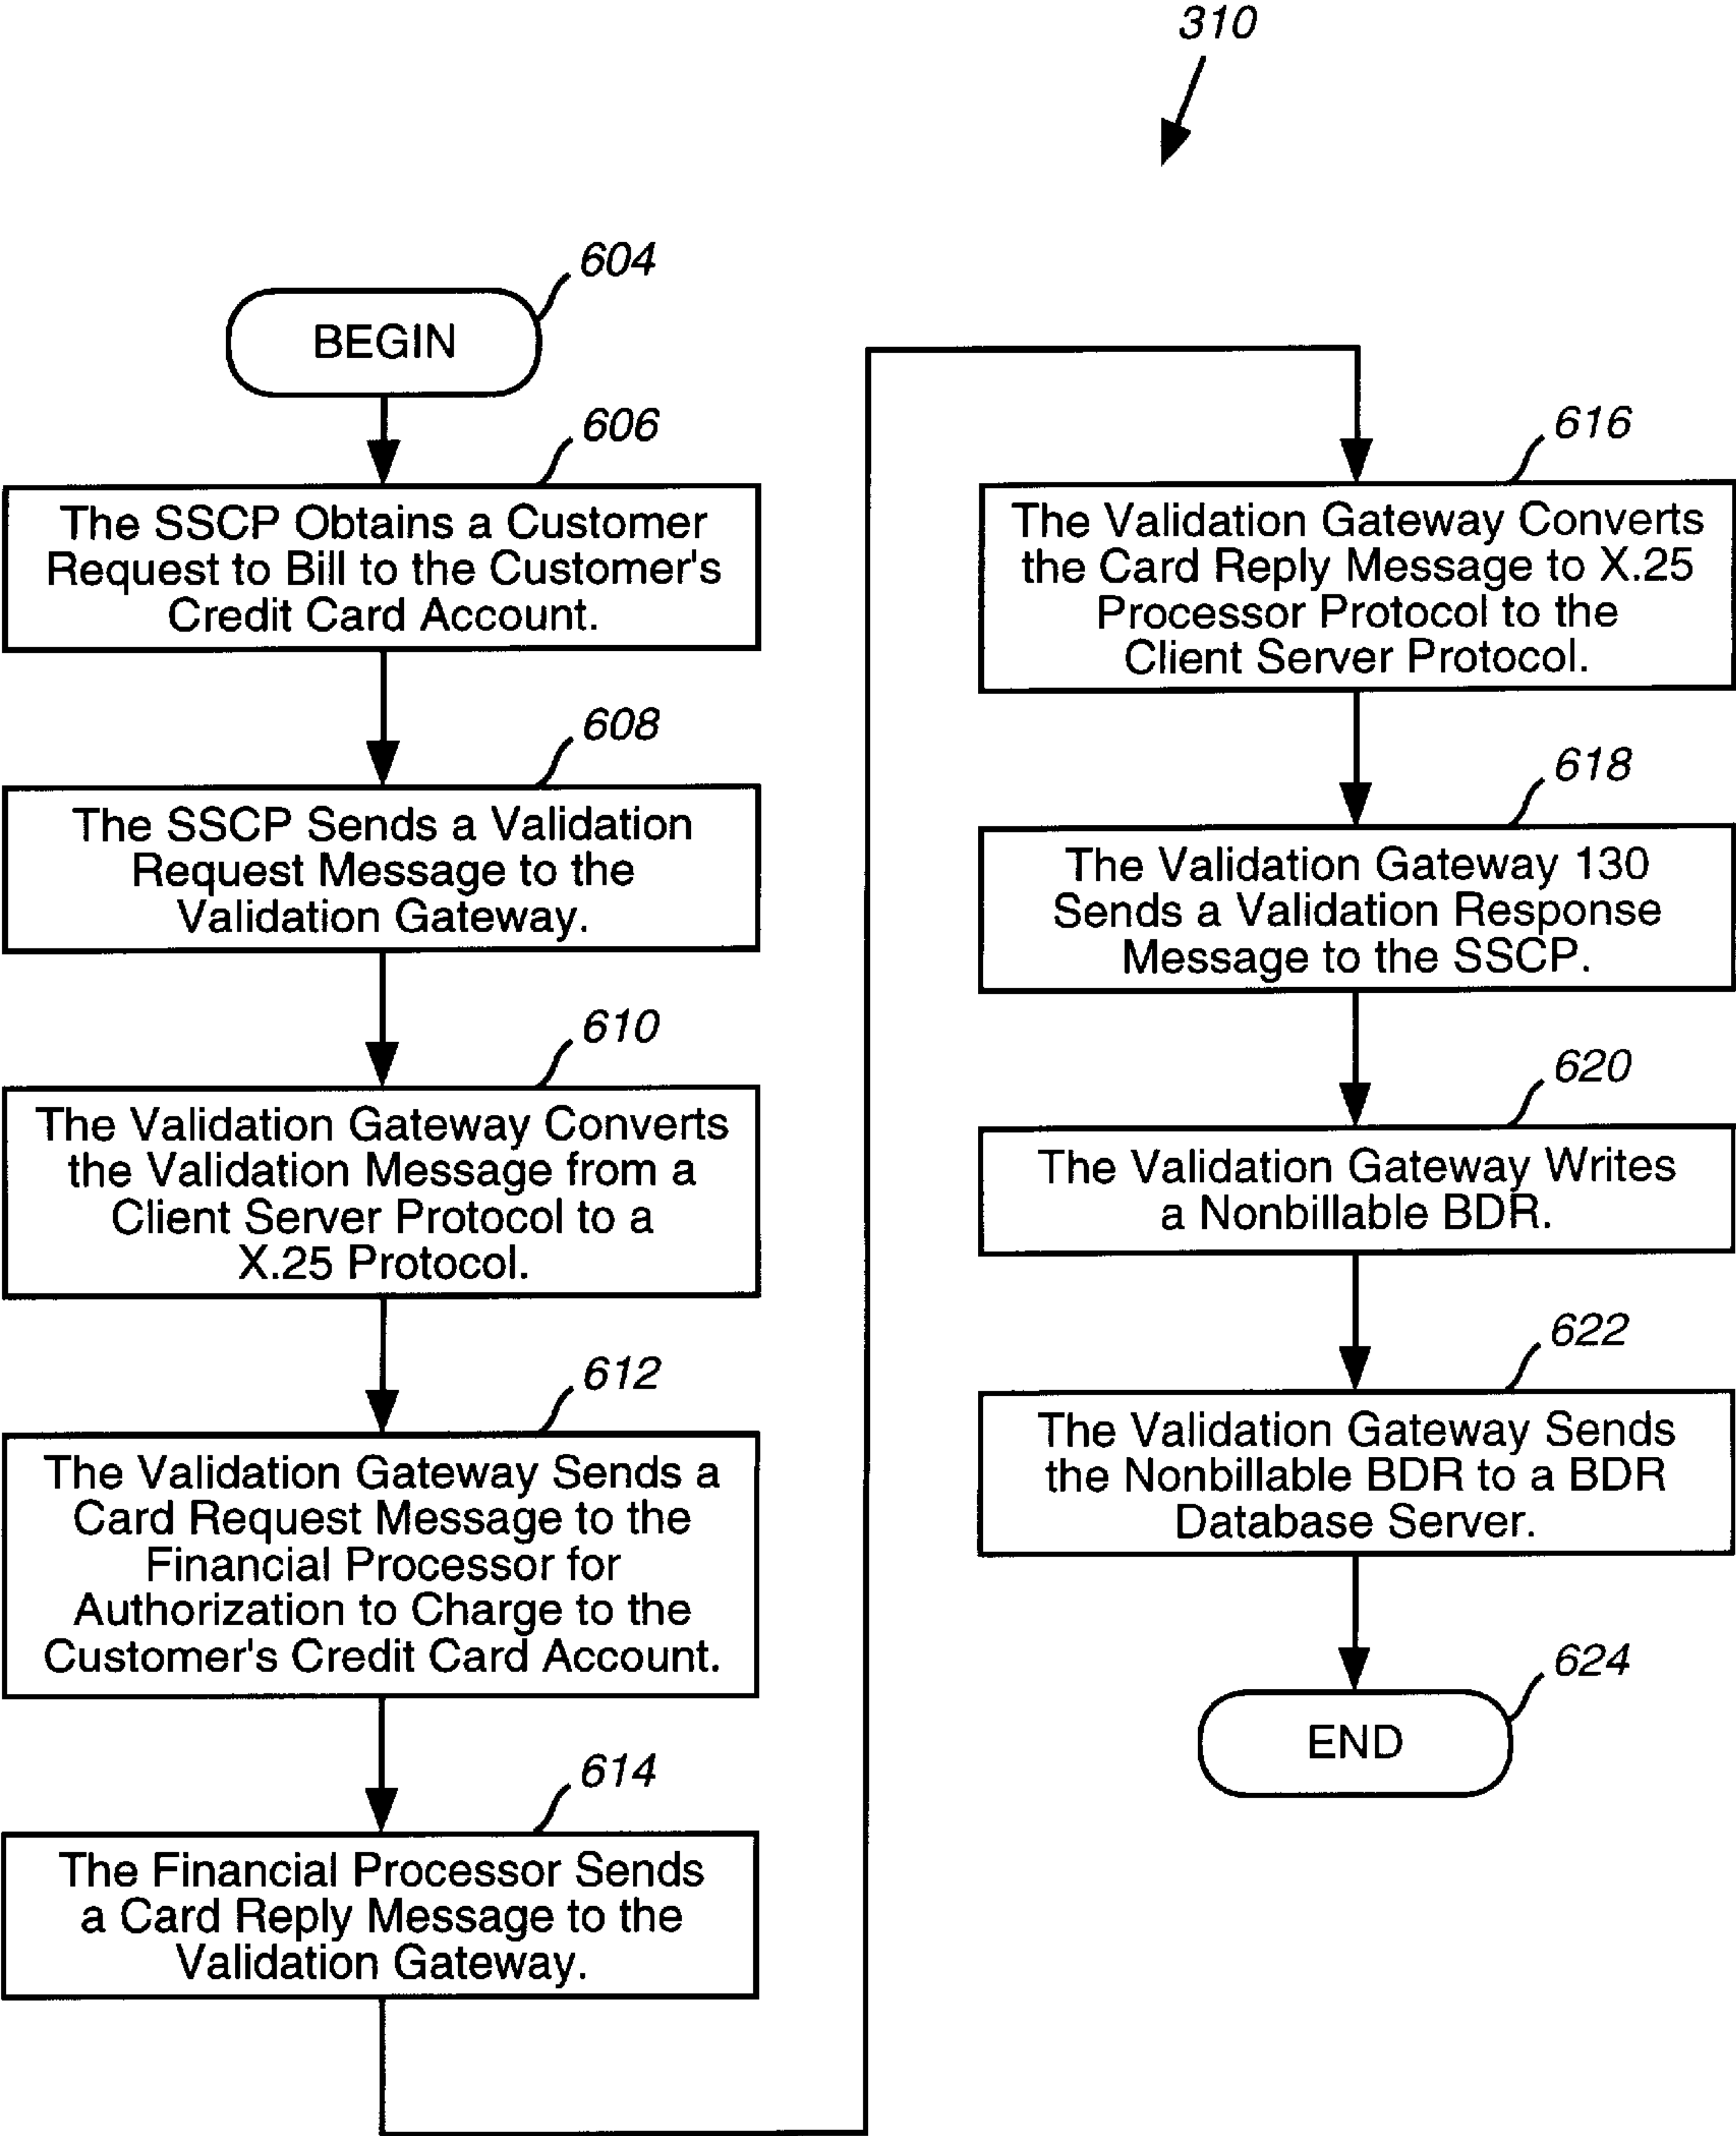 310
604
BEGIN
606
The SSCP Obtains a Customer
Request to Bill to the Customer's
Credit Card Account.
608
The SSCP Sends a Validation
Request Message to the
Validation Gateway.
610
The Validation Gateway Converts
the Validation Message from a
Client Server Protocol to a
X.25 Protocol.
612
The Validation Gateway Sends a
Card Request Message to the
Financial Processor for
Authorization to Charge to the
Customer's Credit Card Account.
614
The Financial Processor Sends
a Card Reply Message to the
Validation Gateway.
616
The Validation Gateway Converts
the Card Reply Message to X.25
Processor Protocol to the
Client Server Protocol.
618
The Validation Gateway 130
Sends a Validation Response
Message to the SSCP.
620
The Validation Gateway Writes
a Nonbillable BDR.
622
The Validation Gateway Sends
the Nonbillable BDR to a BDR
Database Server.
624
END